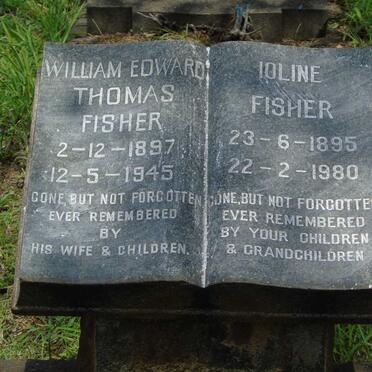 WILLIAM EDWARD
THOMAS
FISHER
2-12-1897
12-5-1945
GONE, BUT NOT FORGOTTEN
EVER REMEMBERED
BY
HIS WIFE & CHILDREN.
IOLINE
FISHER
23-6-1895
22-2-1980
GONE, BUT NOT FORGOTTEN
EVER REMEMBERED
BY YOUR CHILDREN
& GRANDCHILDREN